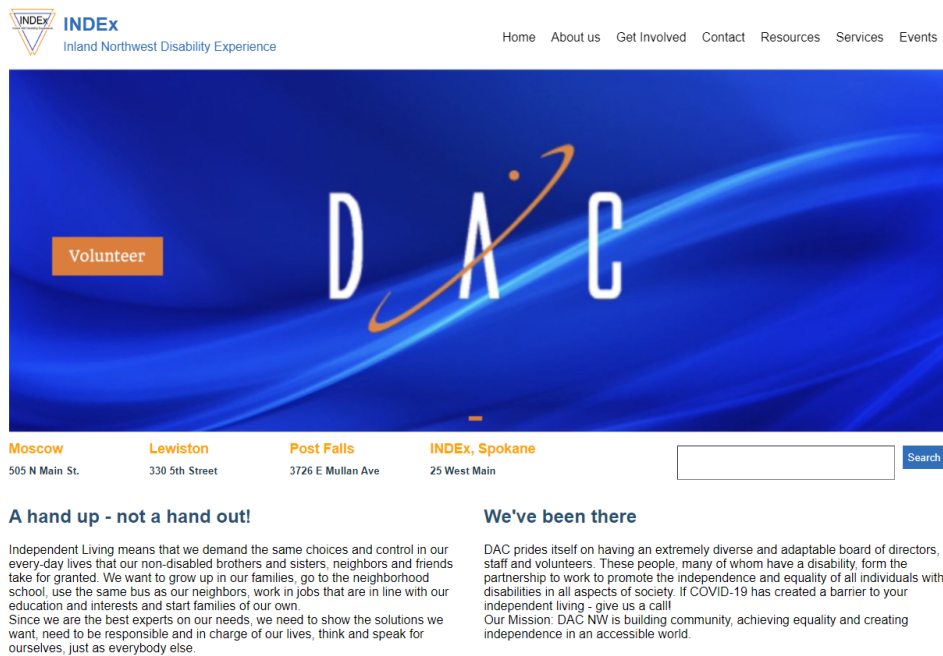 INDEx
INDEx
Inland Northwest Disability Experience
Home About us Get Involved Contact Resources Services Events
Volunteer
D A C
Moscow Lewiston Post Falls INDEx, Spokane
505 N Main St. 330 5th Street 3726 E Mullan Ave 25 West Main
Search
A hand up - not a hand out!
Independent Living means that we demand the same choices and control in our
every-day lives that our non-disabled brothers and sisters, neighbors and friends
take for granted. We want to grow up in our families, go to the neighborhood
school, use the same bus as our neighbors, work in jobs that are in line with our
education and interests and start families of our own.
Since we are the best experts on our needs, we need to show the solutions we
want, need to be responsible and in charge of our lives, think and speak for
ourselves, just as everybody else.
We've been there
DAC prides itself on having an extremely diverse and adaptable board of directors,
staff and volunteers. These people, many of whom have a disability, form the
partnership to work to promote the independence and equality of all individuals with
disabilities in all aspects of society. If COVID-19 has created a barrier to your
independent living - give us a call!
Our Mission: DAC NW is building community, achieving equality and creating
independence in an accessible world.